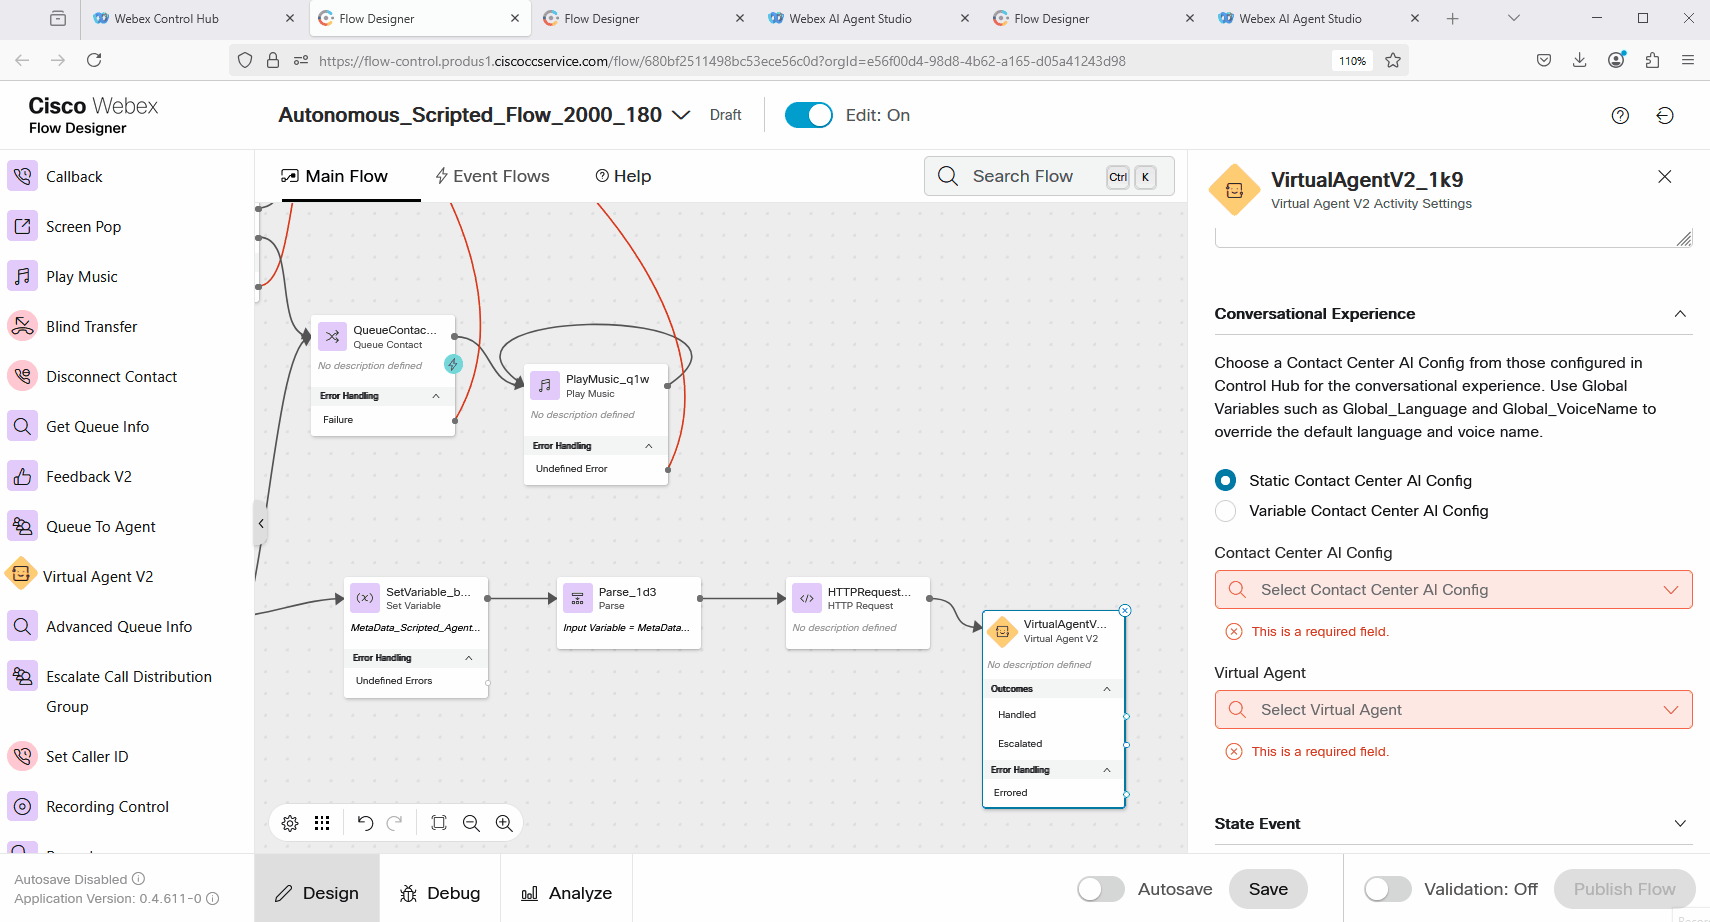 Webex Control Hub
Flow Designer
Flow Designer
Webex AI Agent Studio
Flow Designer
Webex AI Agent Studio
https://flow-control.produs1.ciscoccservice.com/flow/680bf2511498bc53ece56c0d?orgId=e56f00d4-98d8-4b62-a165-d05a41243d98
110%
Cisco Webex
Flow Designer
Autonomous_Scripted_Flow_2000_180
Draft
Edit: On
Callback
Screen Pop
Play Music
Blind Transfer
Disconnect Contact
Get Queue Info
Feedback V2
Queue To Agent
Virtual Agent V2
Advanced Queue Info
Escalate Call Distribution
Group
Set Caller ID
Recording Control
Autosave Disabled
Application Version: 0.4.611-0
Main Flow
Event Flows
Help
Search Flow
Ctrl
K
QueueContac...
Queue Contact
No description defined
Error Handling
Failure
PlayMusic_q1w
Play Music
No description defined
Error Handling
Undefined Error
SetVariable_b...
Set Variable
MetaData_Scripted_Agent...
Error Handling
Undefined Errors
Parse_1d3
Parse
Input Variable = MetaData...
HTTPRequest...
HTTP Request
No description defined
VirtualAgentV...
Virtual Agent V2
No description defined
Outcomes
Handled
Escalated
Error Handling
Errored
VirtualAgentV2_1k9
Virtual Agent V2 Activity Settings
Conversational Experience
Choose a Contact Center AI Config from those configured in
Control Hub for the conversational experience. Use Global
Variables such as Global_Language and Global_VoiceName to
override the default language and voice name.
Static Contact Center AI Config
Variable Contact Center AI Config
Contact Center AI Config
Select Contact Center AI Config
This is a required field.
Virtual Agent
Select Virtual Agent
This is a required field.
State Event
Design
Debug
Analyze
Autosave
Save
Validation: Off
Publish Flow